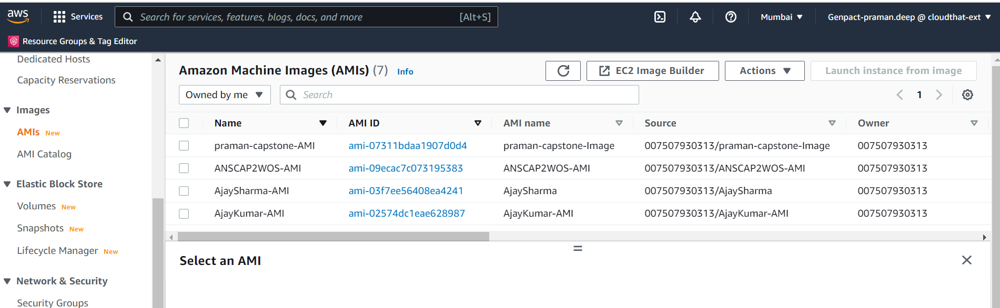 aws Services Search for services, features, blogs, docs, and more [Alt+S] Mumbai ▼ Genpact-praman.deep @ cloudthat-ext ▼
Resource Groups & Tag Editor
Dedicated Hosts
Capacity Reservations
Images
AMIs New
AMI Catalog
Elastic Block Store
Volumes New
Snapshots New
Lifecycle Manager New
Network & Security
Security Groups
Amazon Machine Images (AMIs) (7) Info EC2 Image Builder Actions ▼ Launch instance from image
Owned by me ▼ Search 1
Name AMI ID AMI name Source Owner
praman-capstone-AMI ami-07311bdaa1907d0d4 praman-capstone-Image 007507930313/praman-capstone-Image 007507930313
ANSCAP2WOS-AMI ami-09ecac7c073195383 ANSCAP2WOS-AMI 007507930313/ANSCAP2WOS-AMI 007507930313
AjaySharma-AMI ami-03f7ee56408ea4241 AjaySharma 007507930313/AjaySharma 007507930313
AjayKumar-AMI ami-02574dc1eae628987 AjayKumar-AMI 007507930313/AjayKumar-AMI 007507930313
Select an AMI